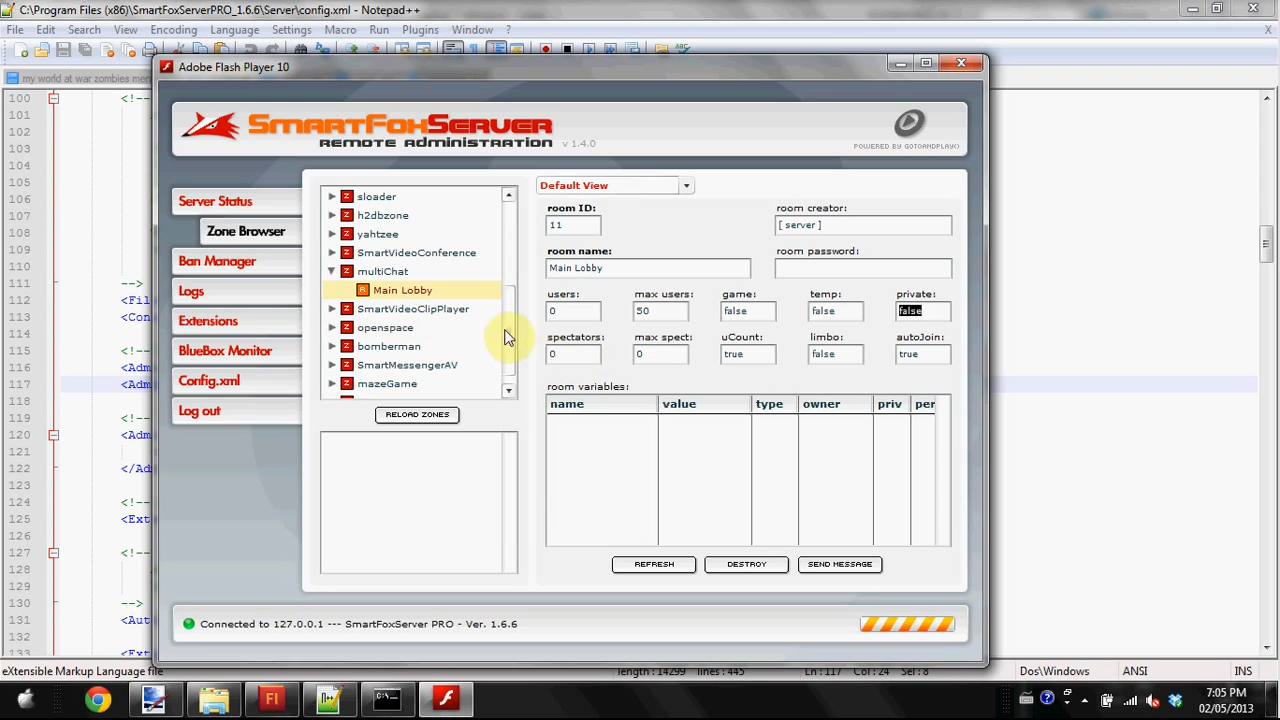 C:\Program Files (x86)\SmartFoxServerPRO_1.6.6\Server\config.xml - Notepad++
File Edit Search View Encoding Language Settings Macro Run Plugins Window ?
X
my world at war zombies men
Adobe Flash Player 10
SMARTFOXSERVER
REMOTE ADMINISTRATION v 1.4.0
POWERED BY GOTOANDPLAY()
Server Status
Zone Browser
Ban Manager
Logs
Extensions
BlueBox Monitor
Config.xml
Log out
sloader
h2dbzone
yahtzee
SmartVideoConference
multiChat
Main Lobby
SmartVideoClipPlayer
openspace
bomberman
SmartMessengerAV
mazeGame
RELOAD ZONES
Default View
room ID: room creator:
11 [ server ]
room name: room password:
Main Lobby
users: max users: game: temp: private:
0 50 false false false
spectators: max spect: uCount: limbo: autoJoin:
0 0 true false true
room variables:
name value type owner priv per
REFRESH DESTROY SEND MESSAGE
Connected to 127.0.0.1 --- SmartFoxServer PRO - Ver. 1.6.6
100 <!--
101
102
103
104
105
106
107
108
109
110
111 -->
112 <File
113 <Con
114
115 <!--
116 <Adm
117 <Adm
118
119 <!--
120 <Adm
121
122 </Ad
123
124 <!--
125 <Ext
126
127 <!--
128
129
130 -->
131 <Aut
132
133 <Ext
eXtensible Markup Language file length : 14299 lines : 445 Ln : 117 Col : 24 Sel : 8 Dos\Windows ANSI INS
Fl
7:05 PM
02/05/2013